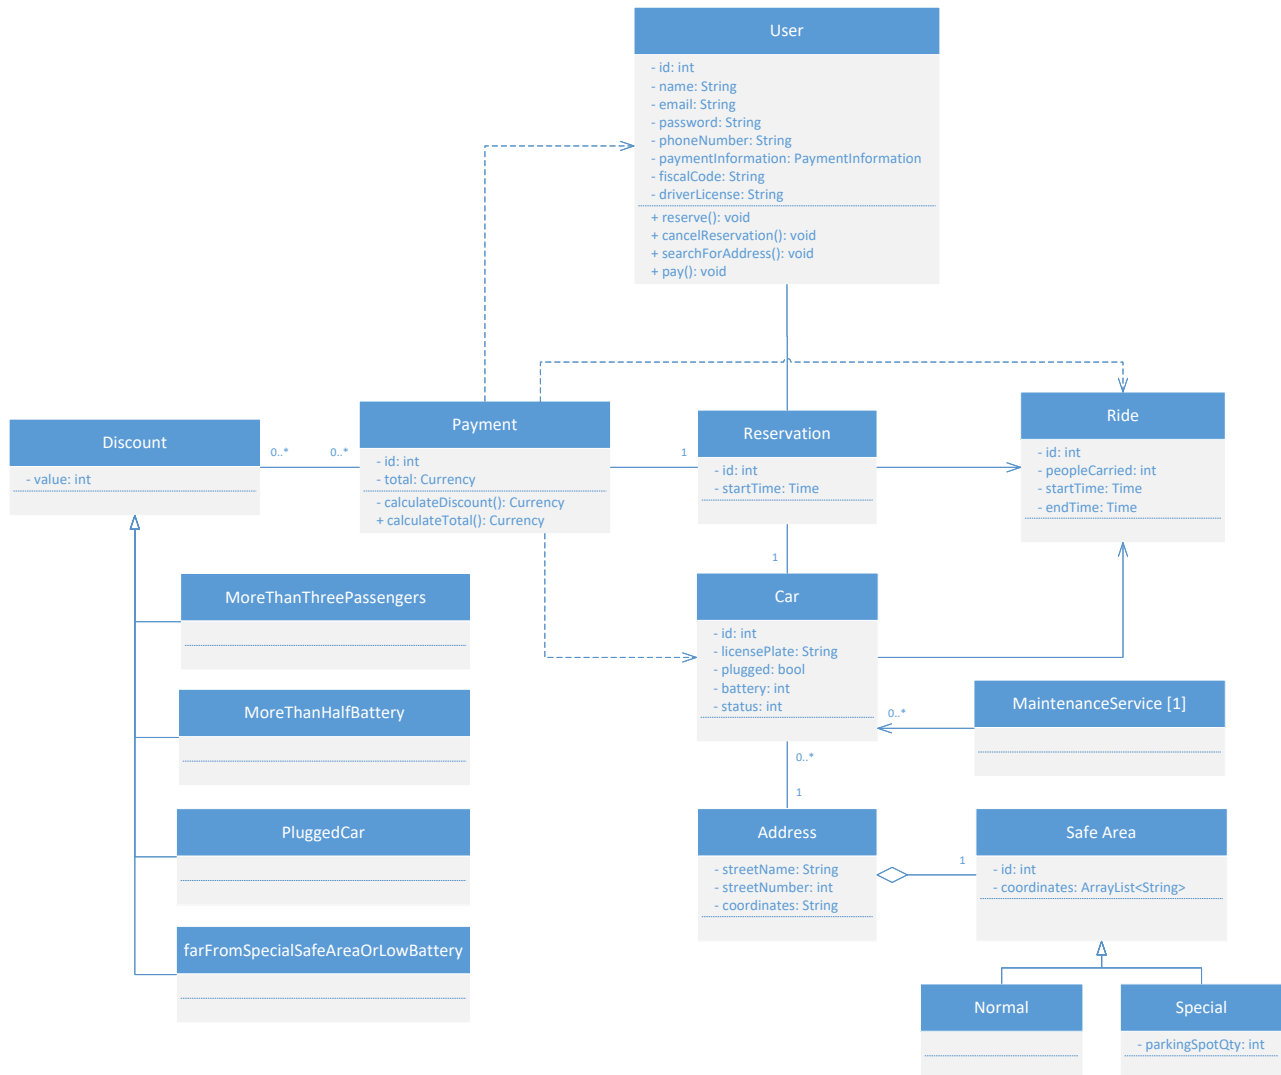 User
- id: int
- name: String
- email: String
- password: String
- phoneNumber: String
- paymentInformation: PaymentInformation
- fiscalCode: String
- driverLicense: String
+ reserve(): void
+ cancelReservation(): void
+ searchForAddress(): void
+ pay(): void
Discount
- value: int
0..*
0..*
Payment
- id: int
- total: Currency
- calculateDiscount(): Currency
+ calculateTotal(): Currency
1
Reservation
- id: int
- startTime: Time
Ride
- id: int
- peopleCarried: int
- startTime: Time
- endTime: Time
1
MoreThanThreePassengers
Car
- id: int
- licensePlate: String
- plugged: bool
- battery: int
- status: int
MoreThanHalfBattery
0..*
MaintenanceService [1]
0..*
1
PluggedCar
Address
- streetName: String
- streetNumber: int
- coordinates: String
1
Safe Area
- id: int
- coordinates: ArrayList<String>
farFromSpecialSafeAreaOrLowBattery
Normal
Special
- parkingSpotQty: int